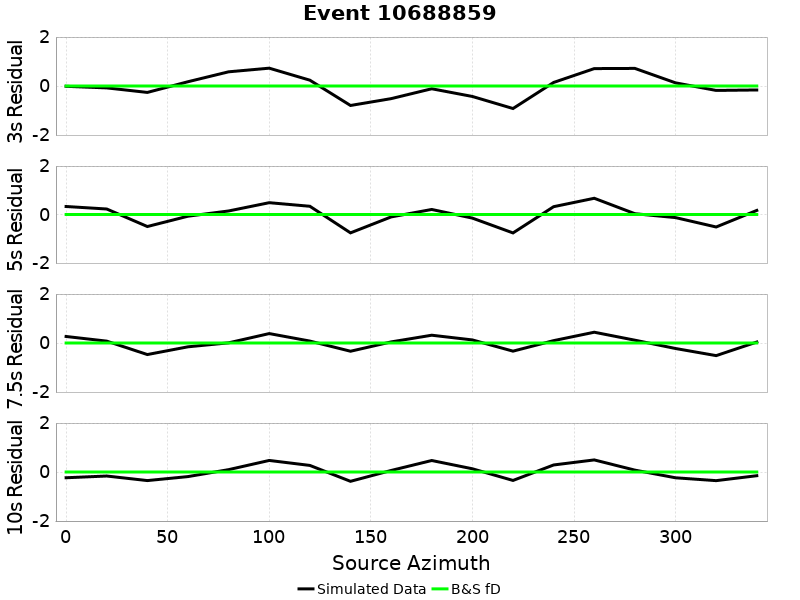 Event 10688859
3s Residual
2
0
-2
5s Residual
2
0
-2
7.5s Residual
2
0
-2
10s Residual
2
0
-2
0 50 100 150 200 250 300
Source Azimuth
Simulated Data B&S fD